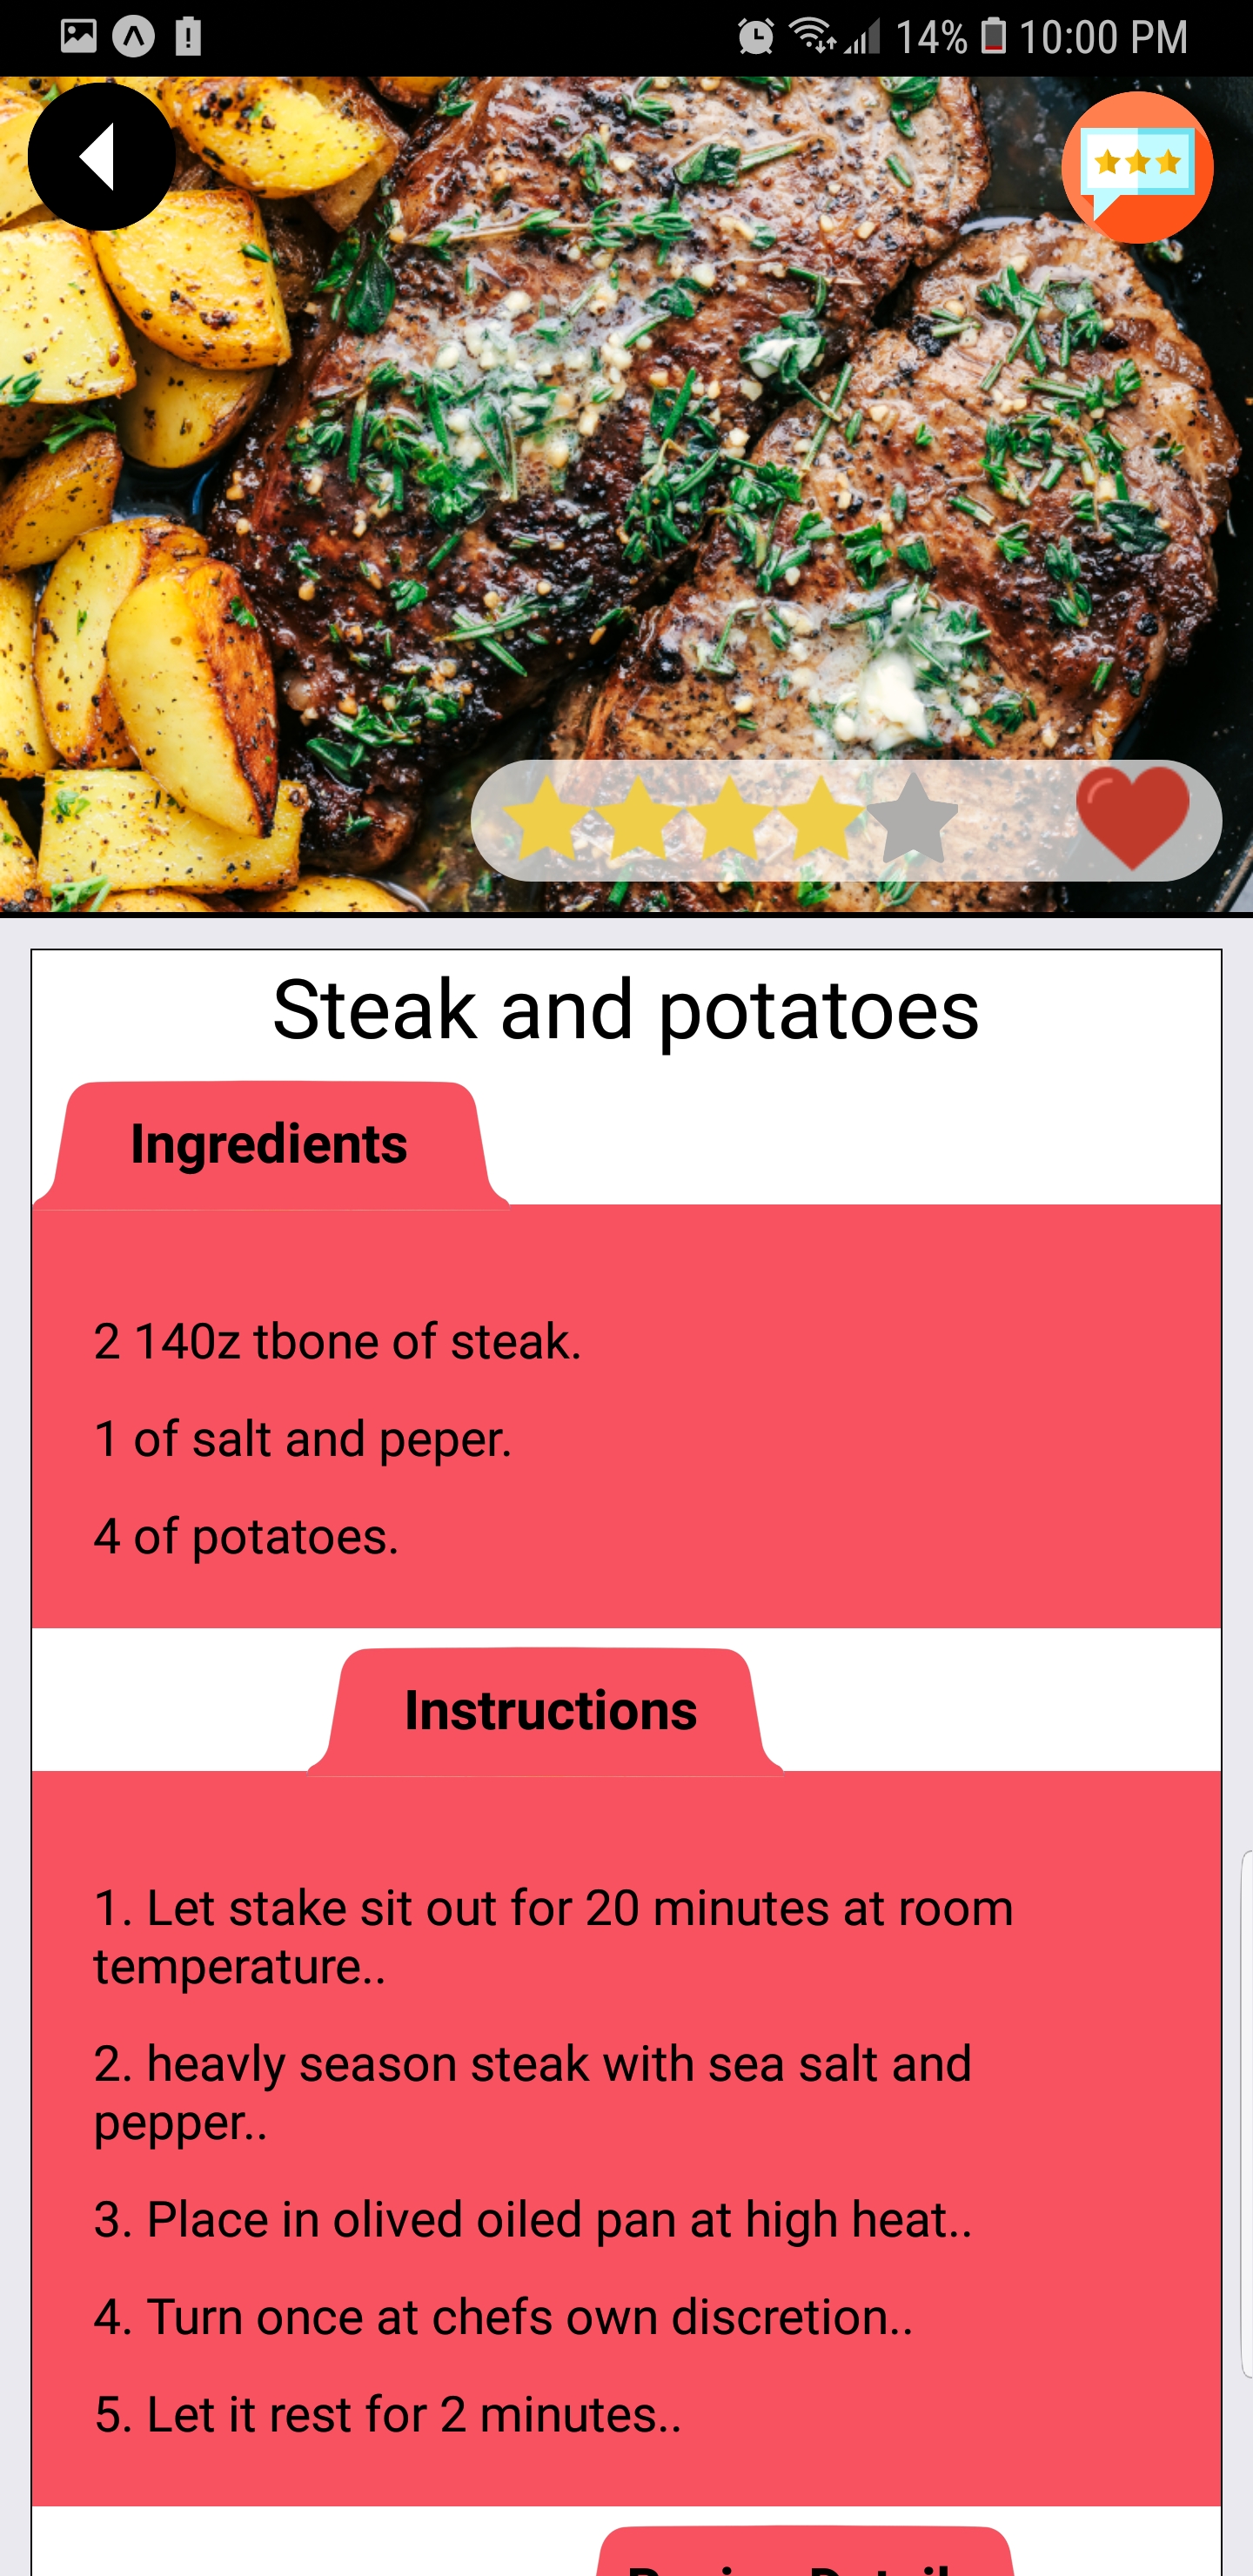 14% 10:00 PM
Steak and potatoes
Ingredients
2 140z tbone of steak.
1 of salt and peper.
4 of potatoes.
Instructions
1. Let stake sit out for 20 minutes at room
temperature..
2. heavly season steak with sea salt and
pepper..
3. Place in olived oiled pan at high heat..
4. Turn once at chefs own discretion..
5. Let it rest for 2 minutes..